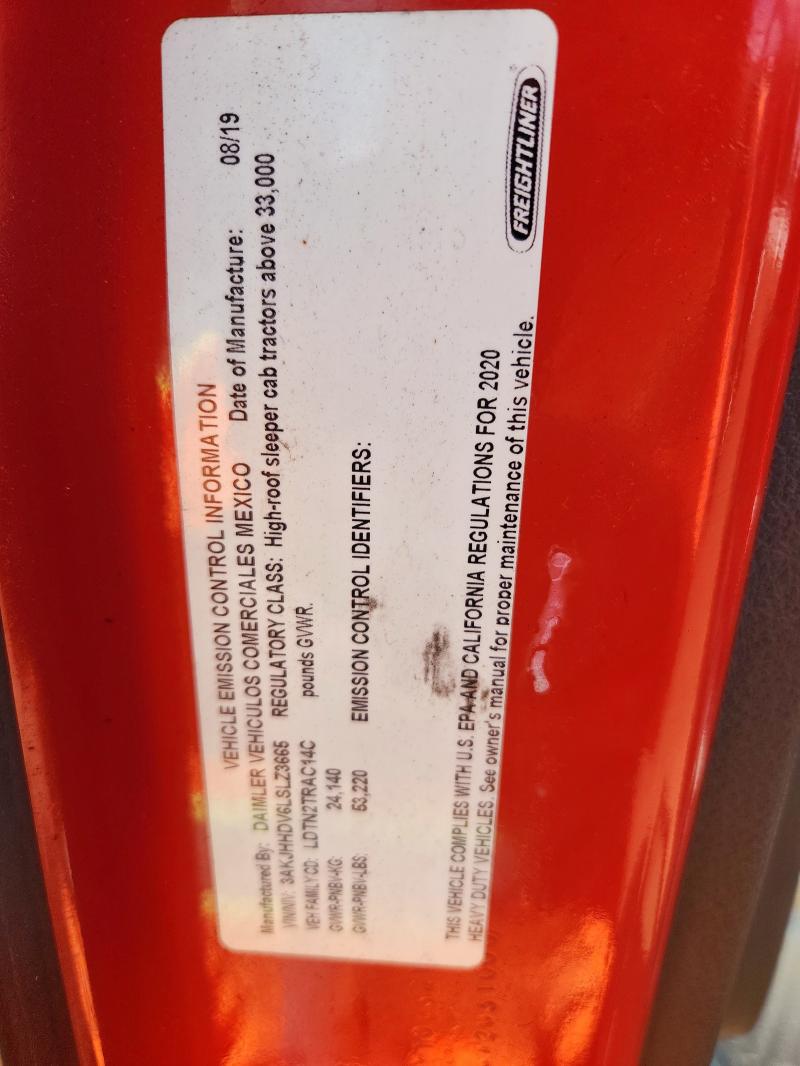 VEHICLE EMISSION CONTROL INFORMATION
Manufactured By: DAIMLER VEHICULOS COMERCIALES MEXICO Date of Manufacture: 08/19
VIN/NIV: 3AKJHHDV6LSLZ3665 REGULATORY CLASS: High-roof sleeper cab tractors above 33,000
VEH FAMILY CD: LDTN2TRAC14C pounds GVWR.
GVWR-PNBV-KG: 24,140
GVWR-PNBV-LBS: 53,220 EMISSION CONTROL IDENTIFIERS:
THIS VEHICLE COMPLIES WITH U.S. EPA AND CALIFORNIA REGULATIONS FOR 2020
HEAVY DUTY VEHICLES. See owner's manual for proper maintenance of this vehicle.
FREIGHTLINER